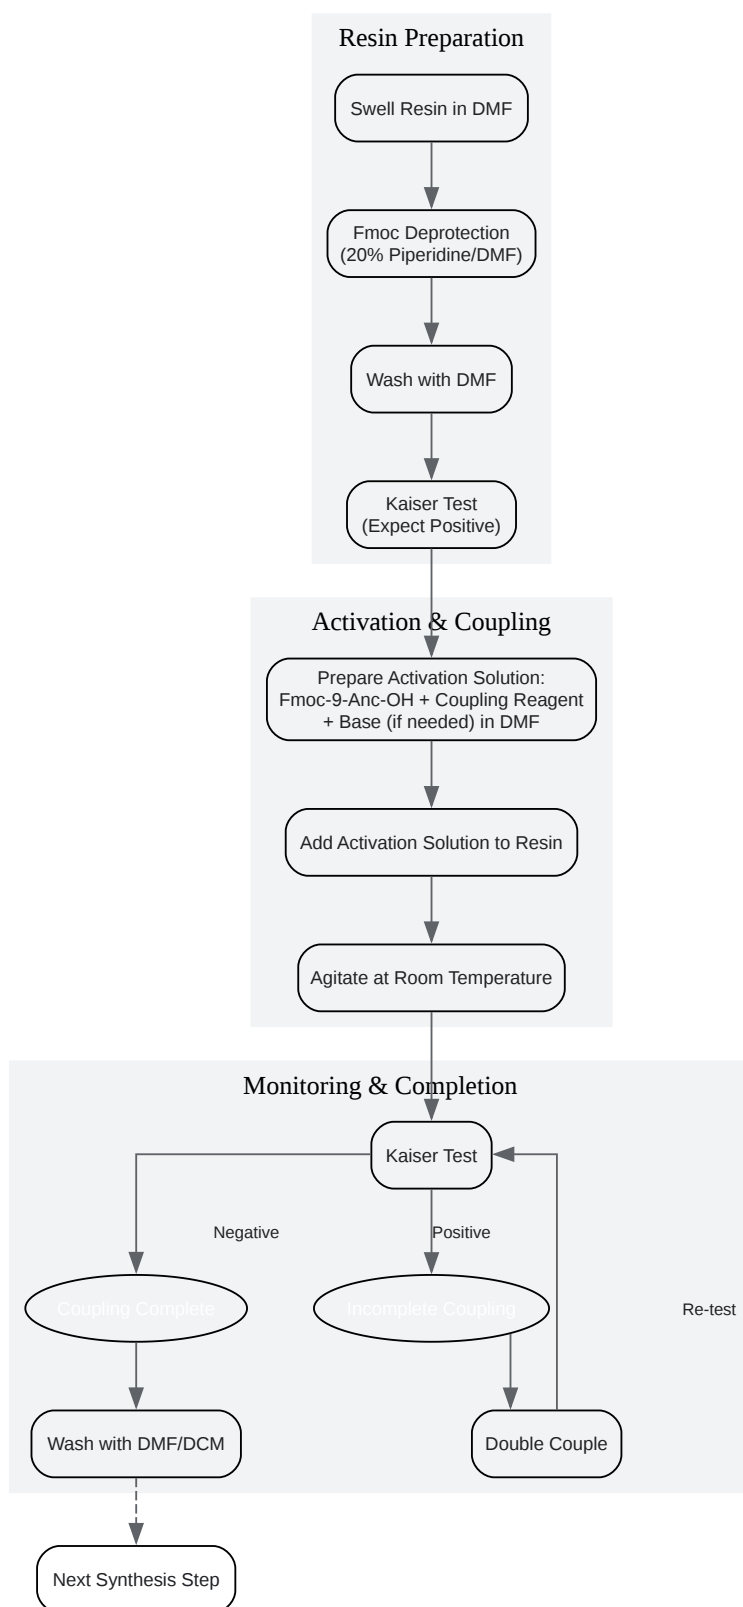 Resin Preparation
Swell Resin in DMF
Fmoc Deprotection
(20% Piperidine/DMF)
Wash with DMF
Kaiser Test
(Expect Positive)
Activation & Coupling
Prepare Activation Solution:
Fmoc-9-Anc-OH + Coupling Reagent
+ Base (if needed) in DMF
Add Activation Solution to Resin
Agitate at Room Temperature
Monitoring & Completion
Kaiser Test
Negative
Positive
Coupling Complete
Incomplete Coupling
Re-test
Wash with DMF/DCM
Double Couple
Next Synthesis Step